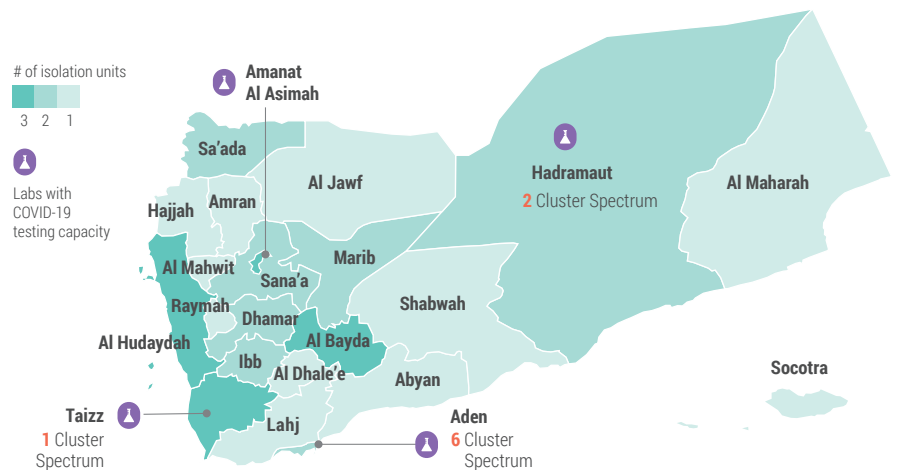 # of isolation units
3 2 1
Labs with
COVID-19
testing capacity
Amanat
Al Asimah
Sa’ada
Al Jawf
Hadramaut
2 Cluster Spectrum
Al Maharah
Hajjah
Amran
Al Mahwit
Sana’a
Marib
Raymah
Dhamar
Shabwah
Al Hudaydah
Al Bayda
Ibb
Al Dhale’e
Abyan
Socotra
Taizz
1 Cluster
Spectrum
Lahj
Aden
6 Cluster
Spectrum